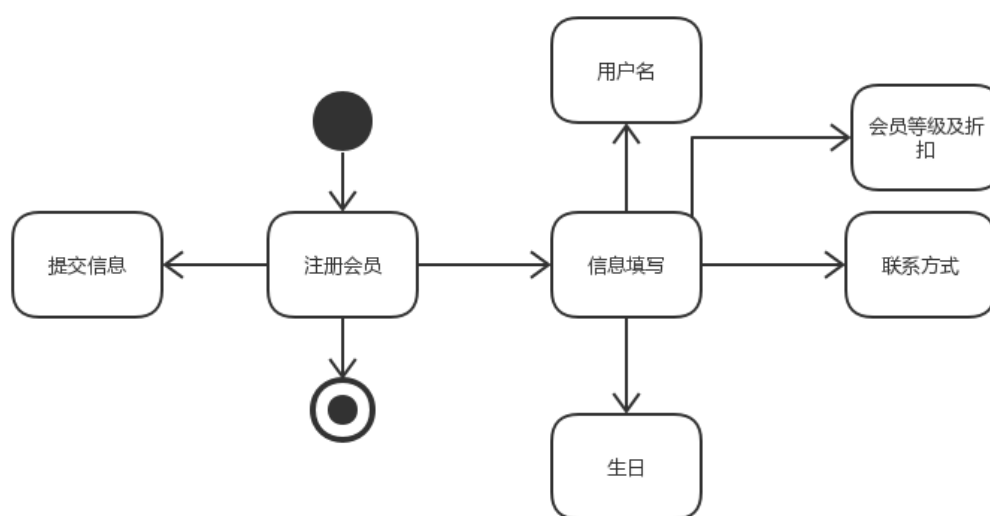 用户名
会员等级及折
扣
提交信息
注册会员
信息填写
联系方式
生日